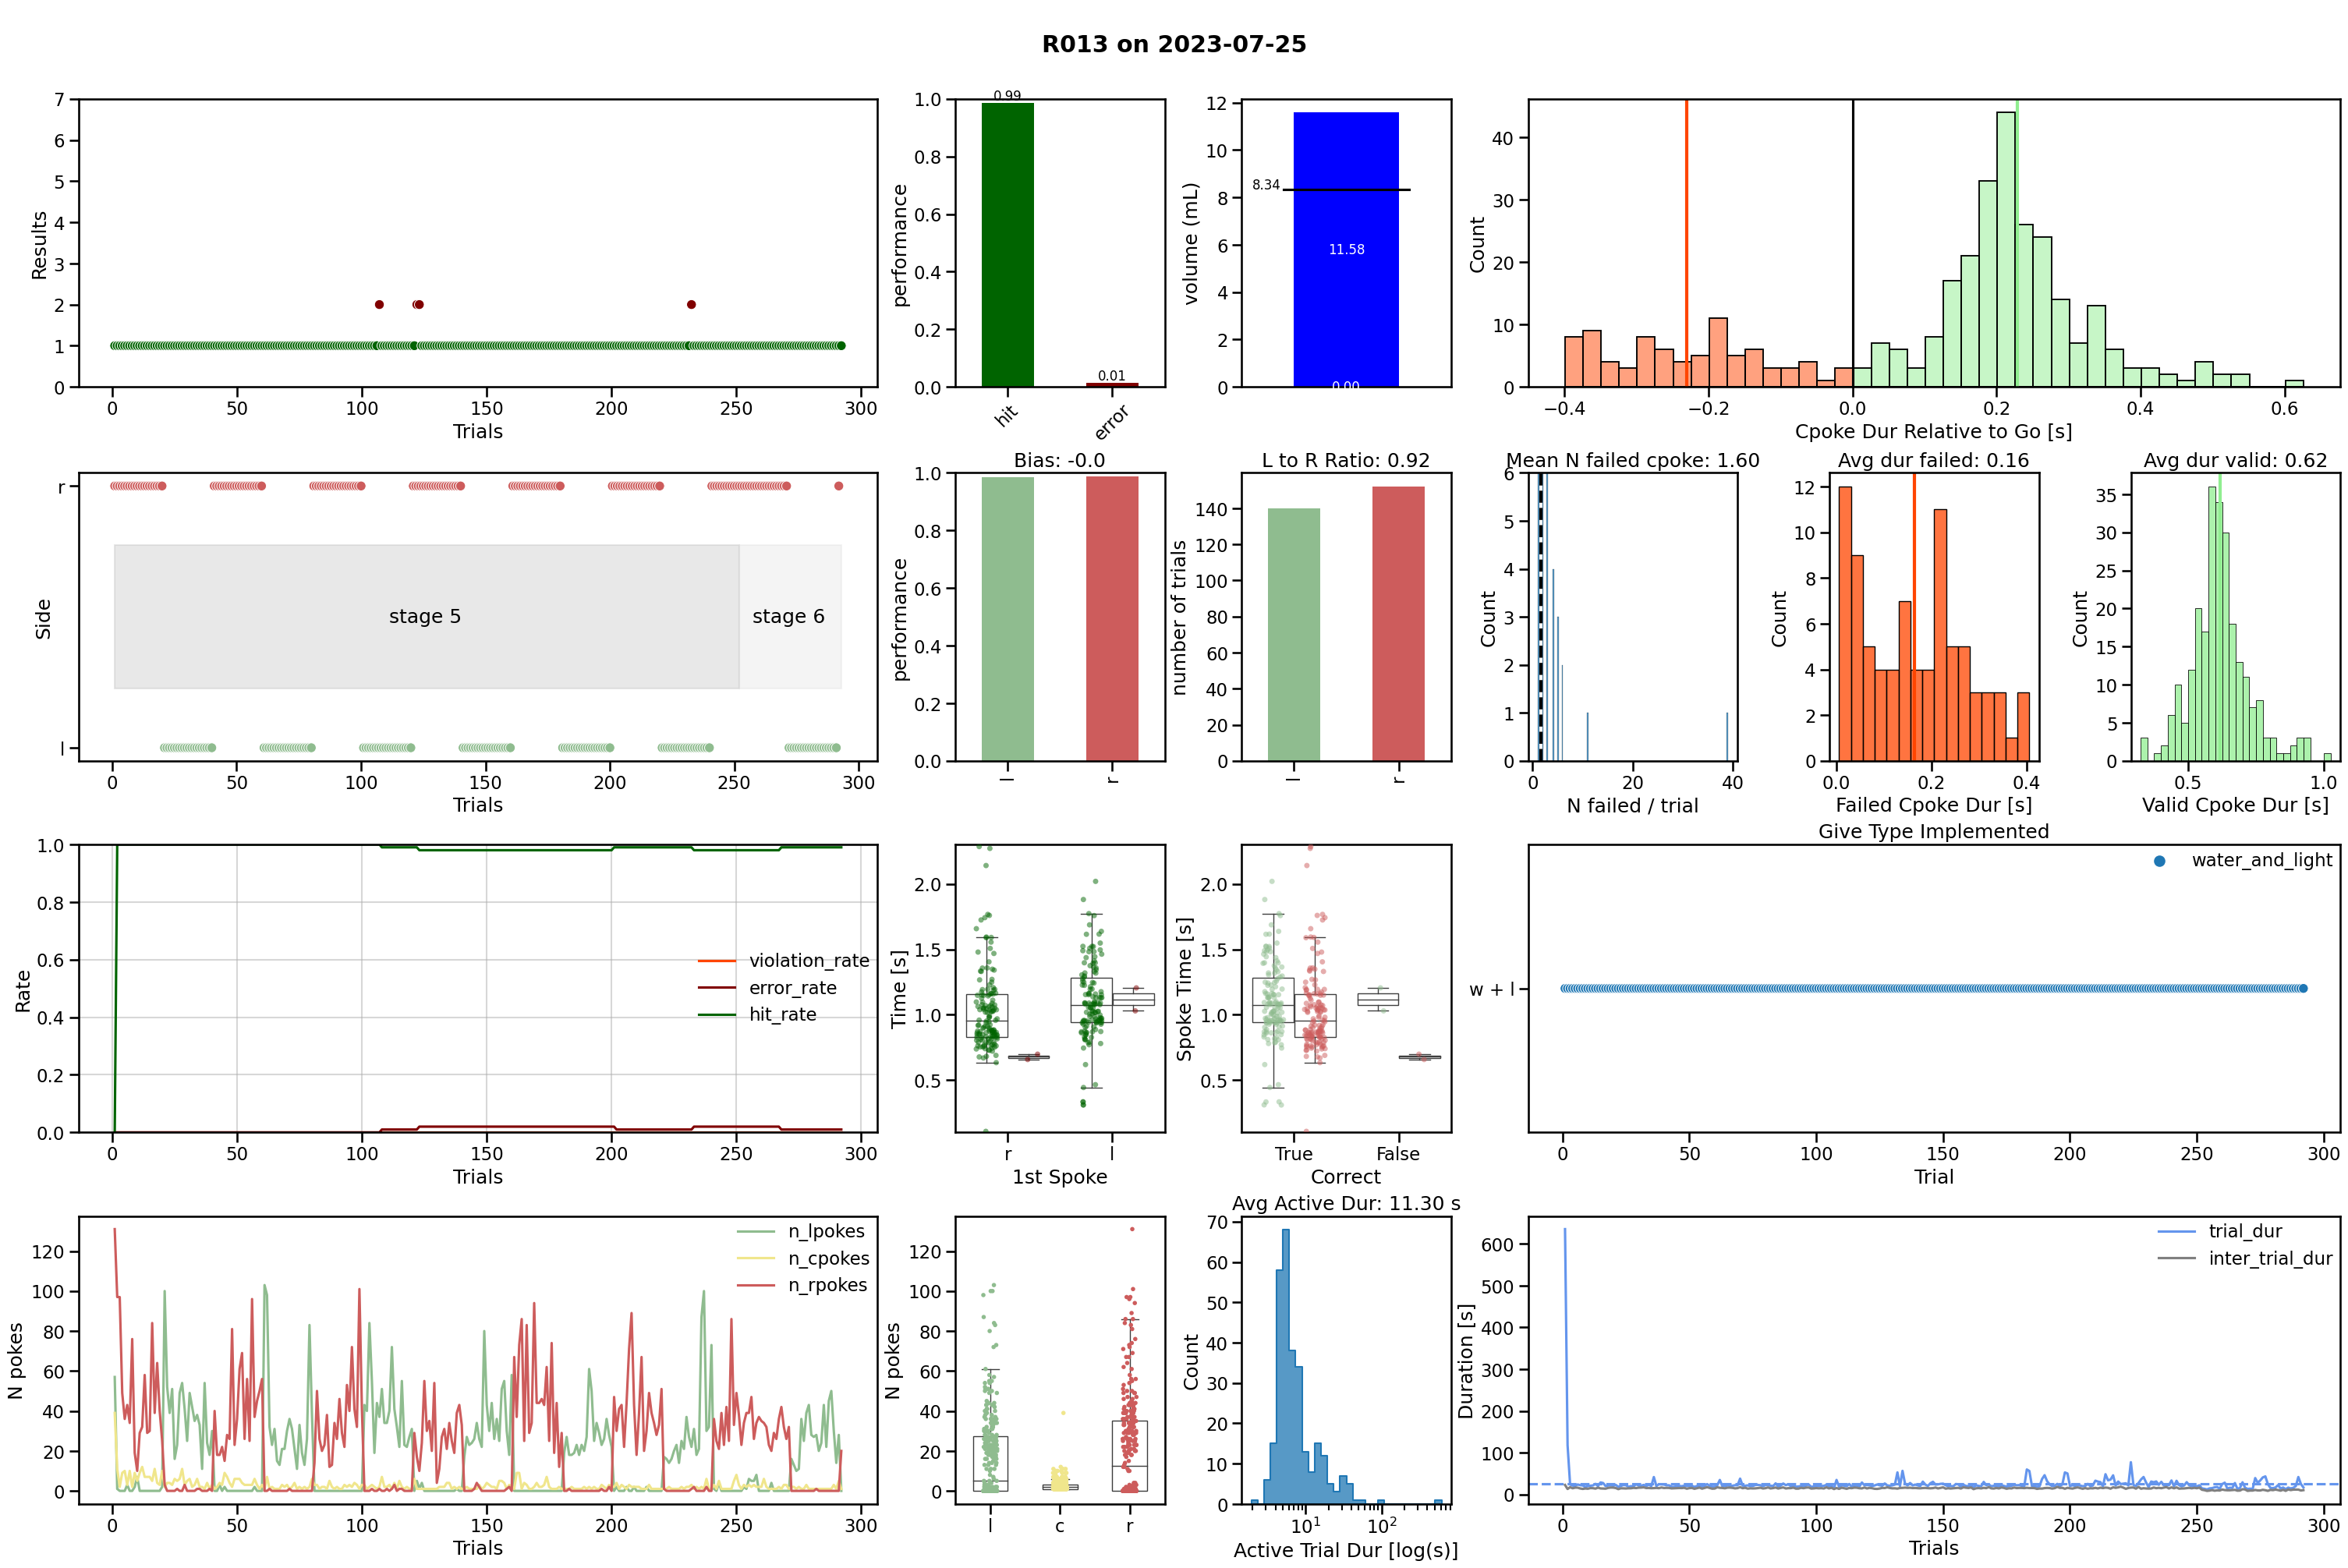 R013 on 2023-07-25
7
6
5
4
3
2
1
0
Results
0 50 100 150 200 250 300
Trials
1.0
0.8
0.6
0.4
0.2
0.0
performance
0.99
0.01
hit error
12
10
8
6
4
2
0
volume (mL)
8.34
11.58
0.00
40
30
20
10
0
Count
−0.4 −0.2 0.0 0.2 0.4 0.6
Cpoke Dur Relative to Go [s]
r
l
Side
stage 5
stage 6
0 50 100 150 200 250 300
Trials
Bias: -0.0
1.0
0.8
0.6
0.4
0.2
0.0
performance
l r
L to R Ratio: 0.92
140
120
100
80
60
40
20
0
number of trials
l r
Mean N failed cpoke: 1.60
6
5
4
3
2
1
0
Count
0 20 40
N failed / trial
Avg dur failed: 0.16
12
10
8
6
4
2
0
Count
0.0 0.2 0.4
Failed Cpoke Dur [s]
Avg dur valid: 0.62
35
30
25
20
15
10
5
0
Count
0.5 1.0
Valid Cpoke Dur [s]
1.0
0.8
0.6
0.4
0.2
0.0
Rate
violation_rate
error_rate
hit_rate
0 50 100 150 200 250 300
Trials
2.0
1.5
1.0
0.5
Time [s]
r l
1st Spoke
2.0
1.5
1.0
0.5
Spoke Time [s]
True False
Correct
Give Type Implemented
water_and_light
w + l
0 50 100 150 200 250 300
Trial
120
100
80
60
40
20
0
N pokes
n_lpokes
n_cpokes
n_rpokes
0 50 100 150 200 250 300
Trials
120
100
80
60
40
20
0
N pokes
l c r
Avg Active Dur: 11.30 s
70
60
50
40
30
20
10
0
Count
10¹ 10²
Active Trial Dur [log(s)]
600
500
400
300
200
100
0
Duration [s]
trial_dur
inter_trial_dur
0 50 100 150 200 250 300
Trials